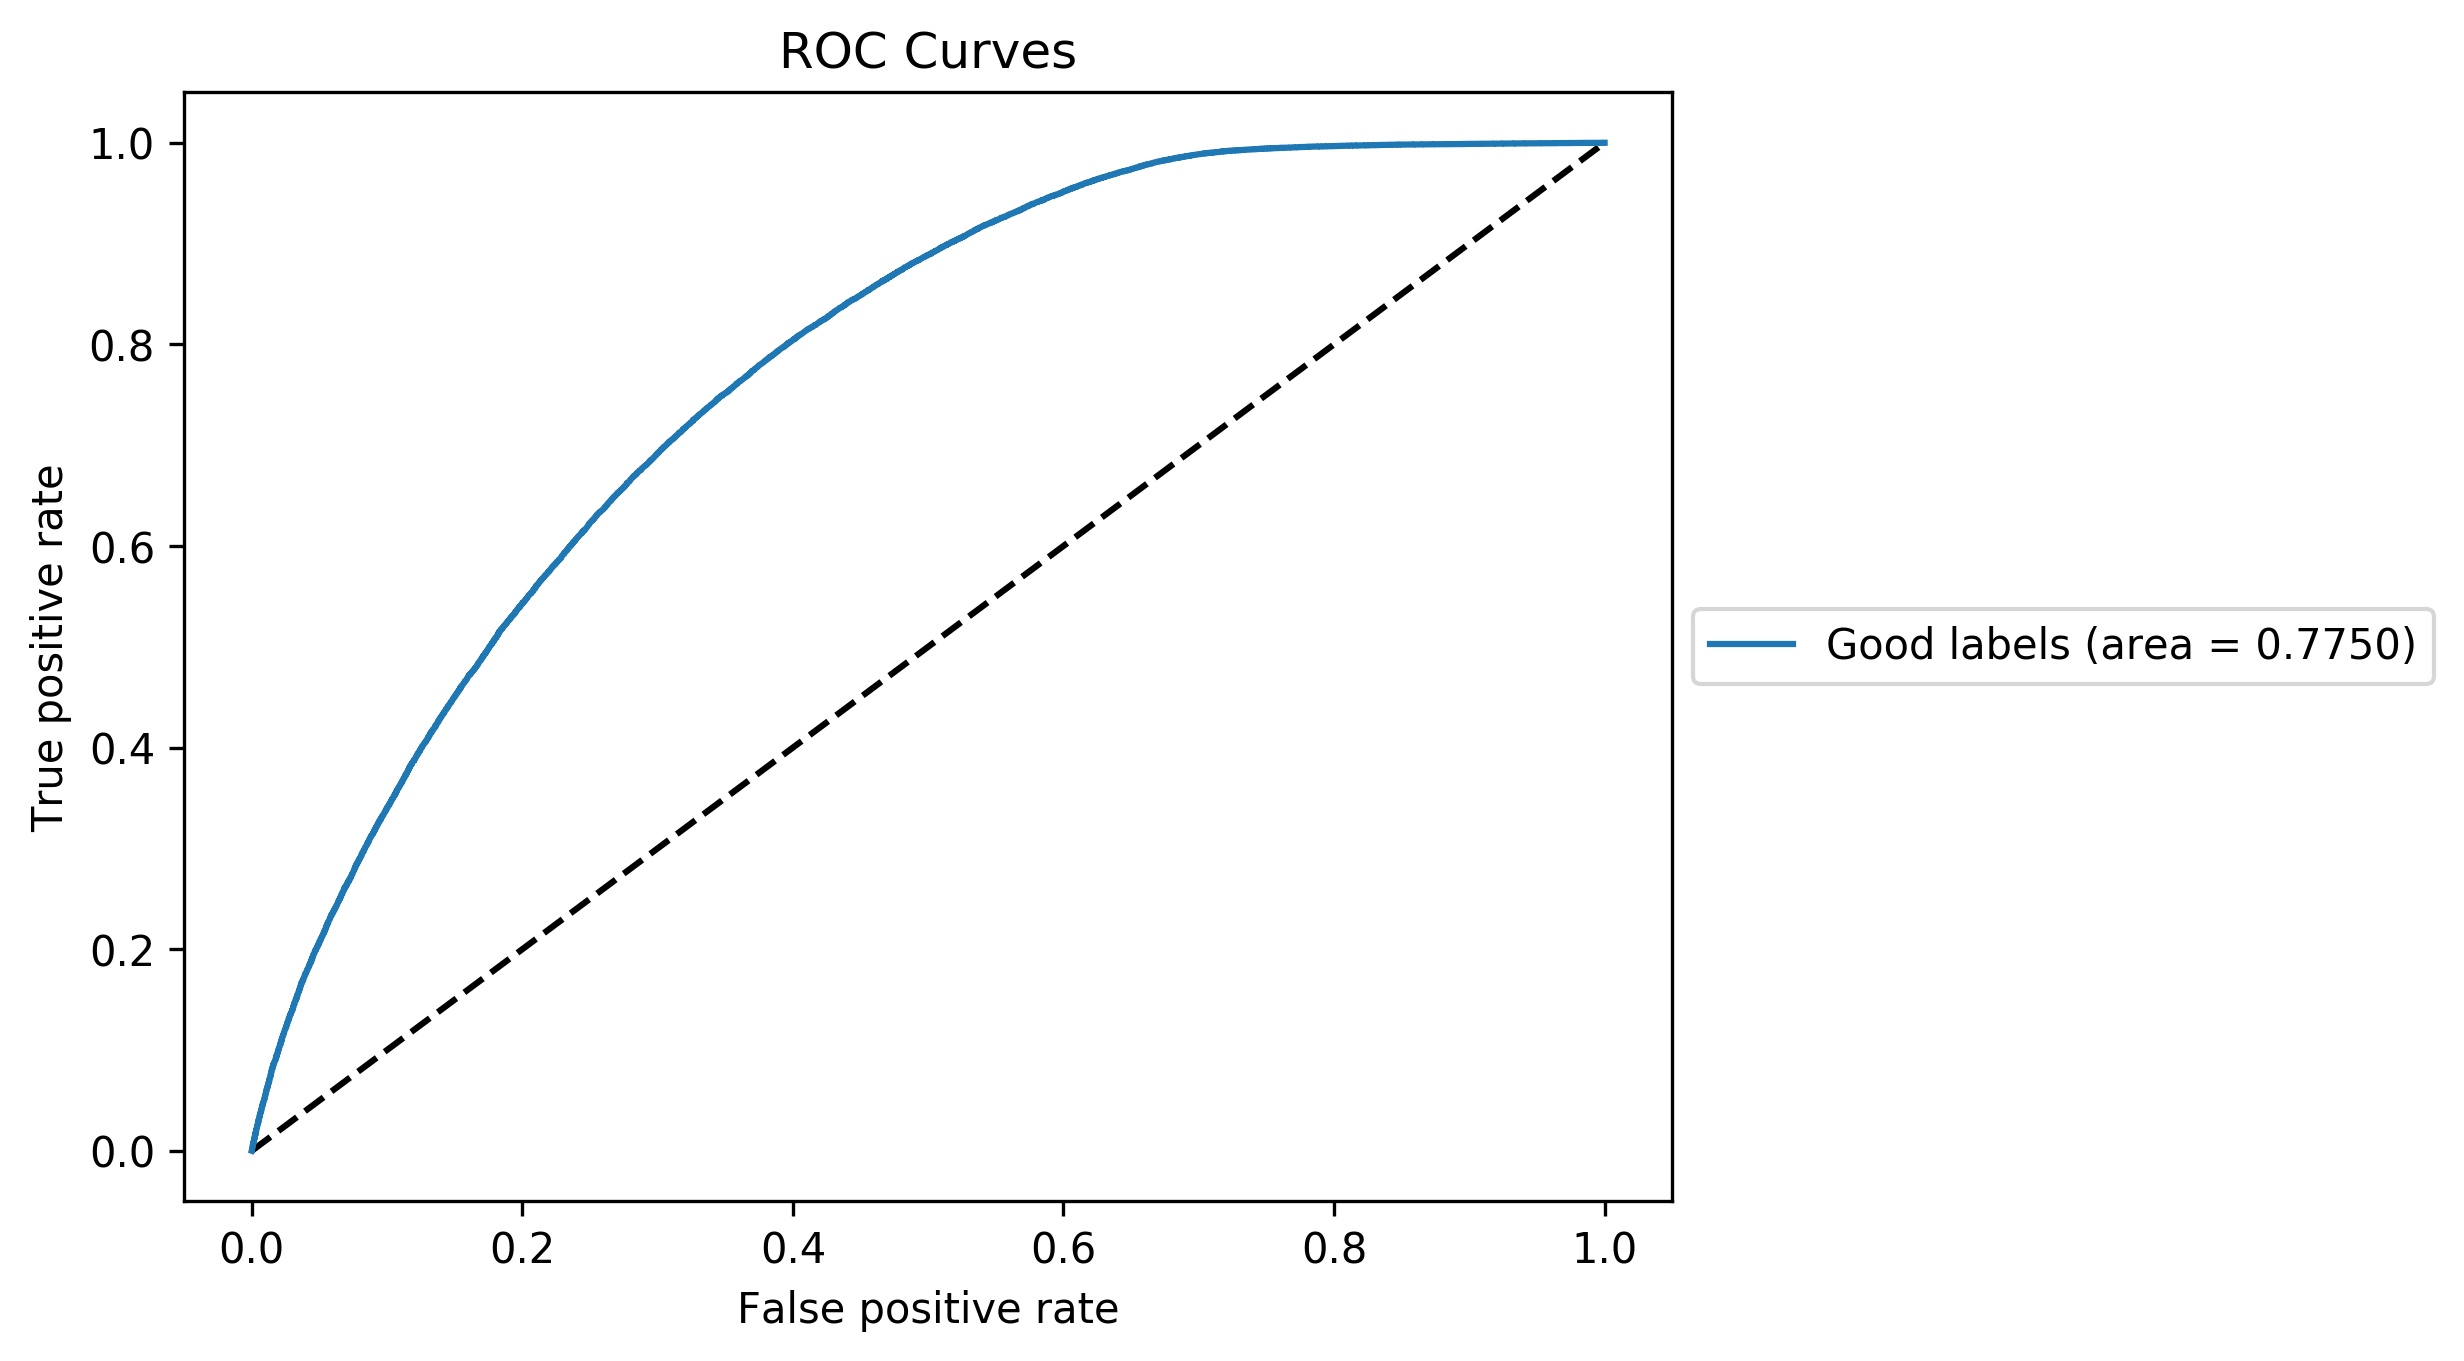 ROC Curves
1.0
0.8
0.6
0.4
0.2
0.0
True positive rate
0.0 0.2 0.4 0.6 0.8 1.0
False positive rate
Good labels (area = 0.7750)